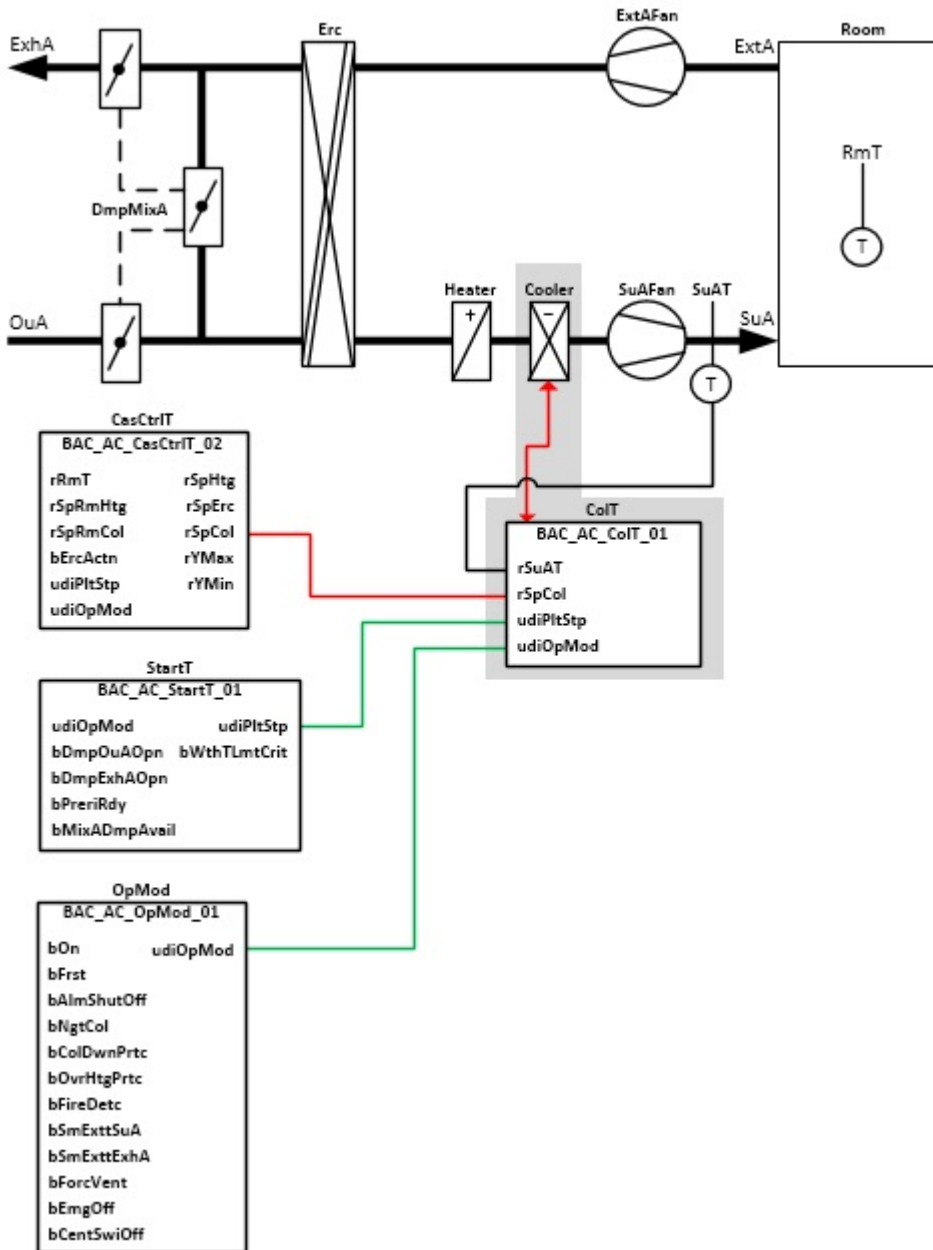 Erc
ExtAFan
Room
ExhA
ExtA
RmT
T
DmpMixA
OuA
Heater
+
Cooler
−
SuAFan
SuAT
SuA
T
CasCtrlT
BAC_AC_CasCtrlT_02
rRmT rSpHtg
rSpRmHtg rSpErc
rSpRmCol rSpCol
bErcActn rYMax
udiPltStp rYMin
udiOpMod
ColT
BAC_AC_ColT_01
rSuAT
rSpCol
udiPltStp
udiOpMod
StartT
BAC_AC_StartT_01
udiOpMod udiPltStp
bDmpOuAOpn bWthTLmtCrit
bDmpExhAOpn
bPreriRdy
bMixADmpAvail
OpMod
BAC_AC_OpMod_01
bOn udiOpMod
bFrst
bAlmShutOff
bNgtCol
bColDwnPrtc
bOvrHtgPrtc
bFireDetc
bSmExttSuA
bSmExttExhA
bForcVent
bEmgOff
bCentSwiOff